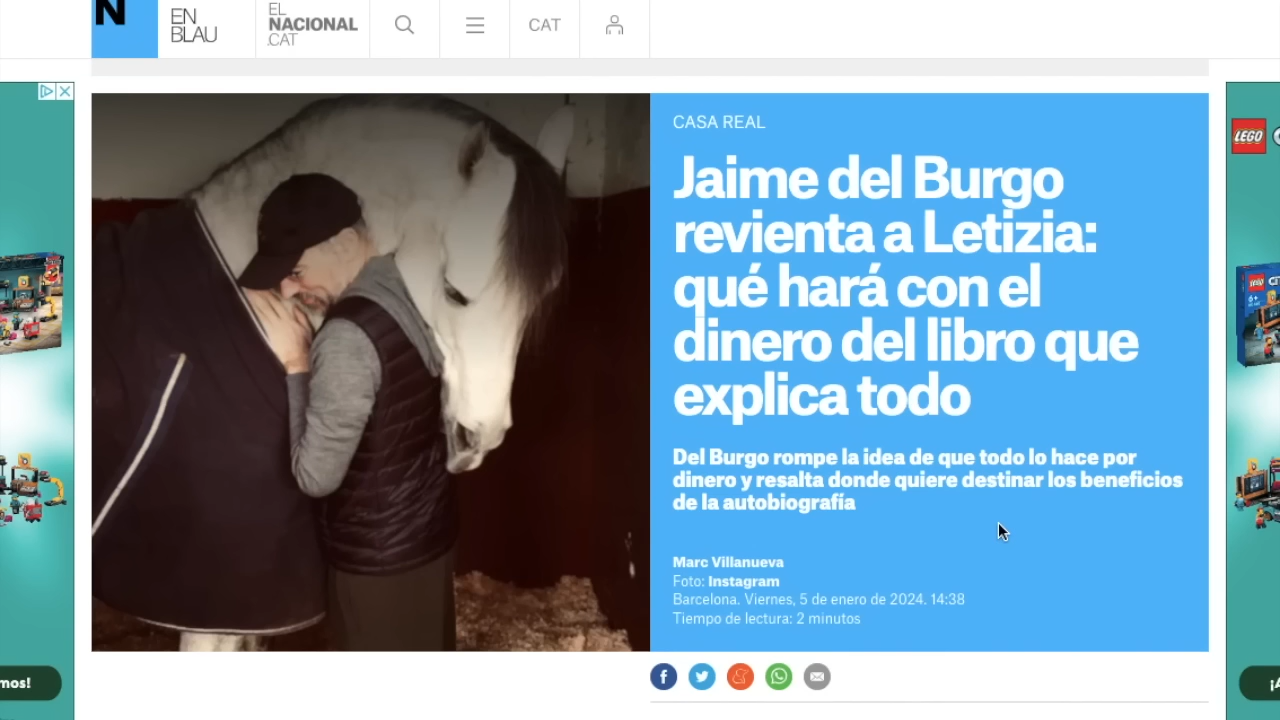 N
EN
BLAU
EL
NACIONAL
.CAT
CAT
CASA REAL
Jaime del Burgo
revienta a Letizia:
qué hará con el
dinero del libro que
explica todo
Del Burgo rompe la idea de que todo lo hace por
dinero y resalta donde quiere destinar los beneficios
de la autobiografía
Marc Villanueva
Foto: Instagram
Barcelona. Viernes, 5 de enero de 2024. 14:38
Tiempo de lectura: 2 minutos
mos!
LEGO
LEGO
6+
¡A